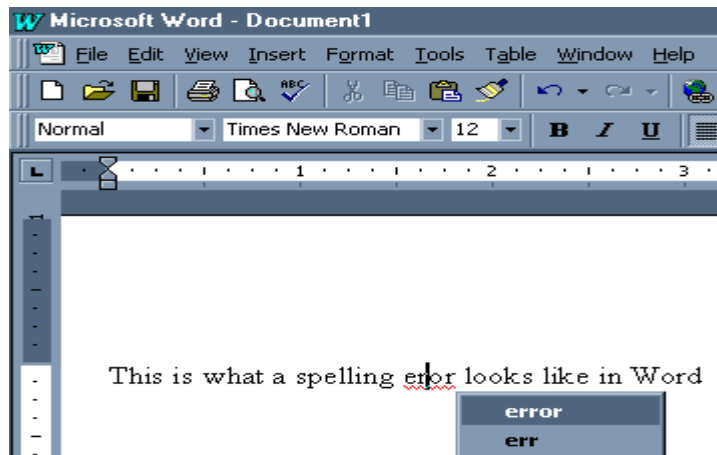 Microsoft Word - Document1
File Edit View Insert Format Tools Table Window Help
ABC
Normal Times New Roman 12 B I U
1 2 3
This is what a spelling eror looks like in Word
error
err